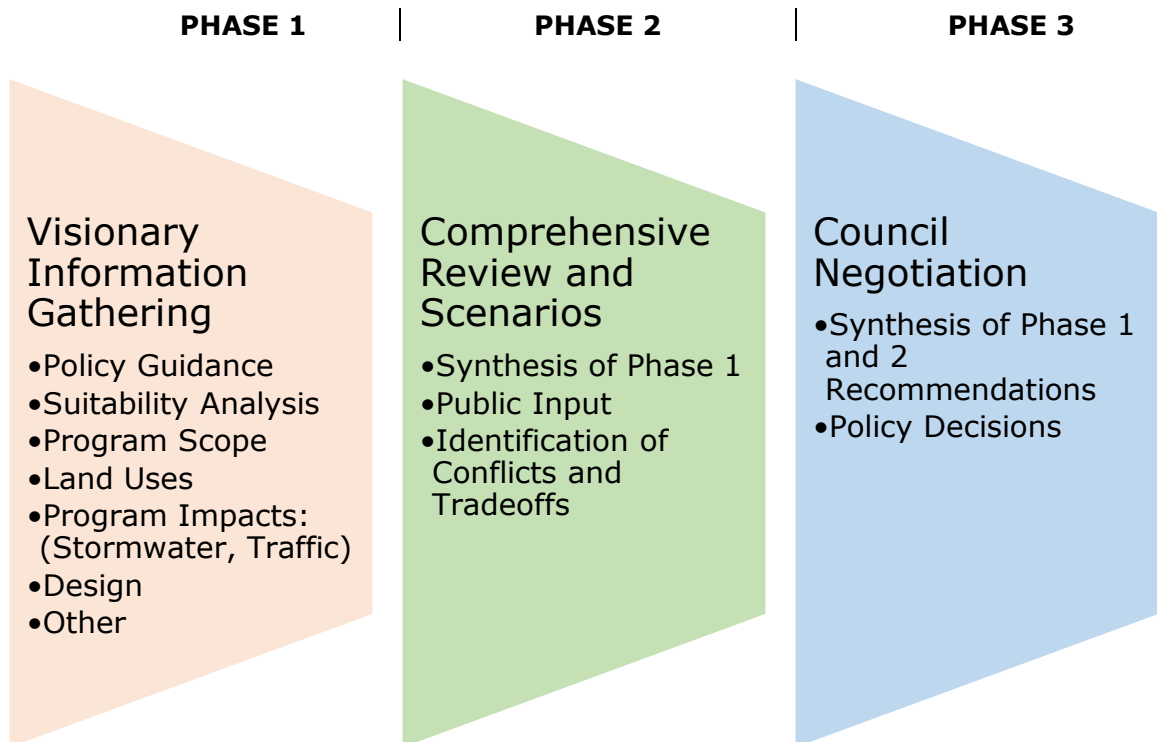 PHASE 1
PHASE 2
PHASE 3
Visionary
Information
Gathering
•Policy Guidance
•Suitability Analysis
•Program Scope
•Land Uses
•Program Impacts:
(Stormwater, Traffic)
•Design
•Other
Comprehensive
Review and
Scenarios
•Synthesis of Phase 1
•Public Input
•Identification of
Conflicts and
Tradeoffs
Council
Negotiation
•Synthesis of Phase 1
and 2
Recommendations
•Policy Decisions